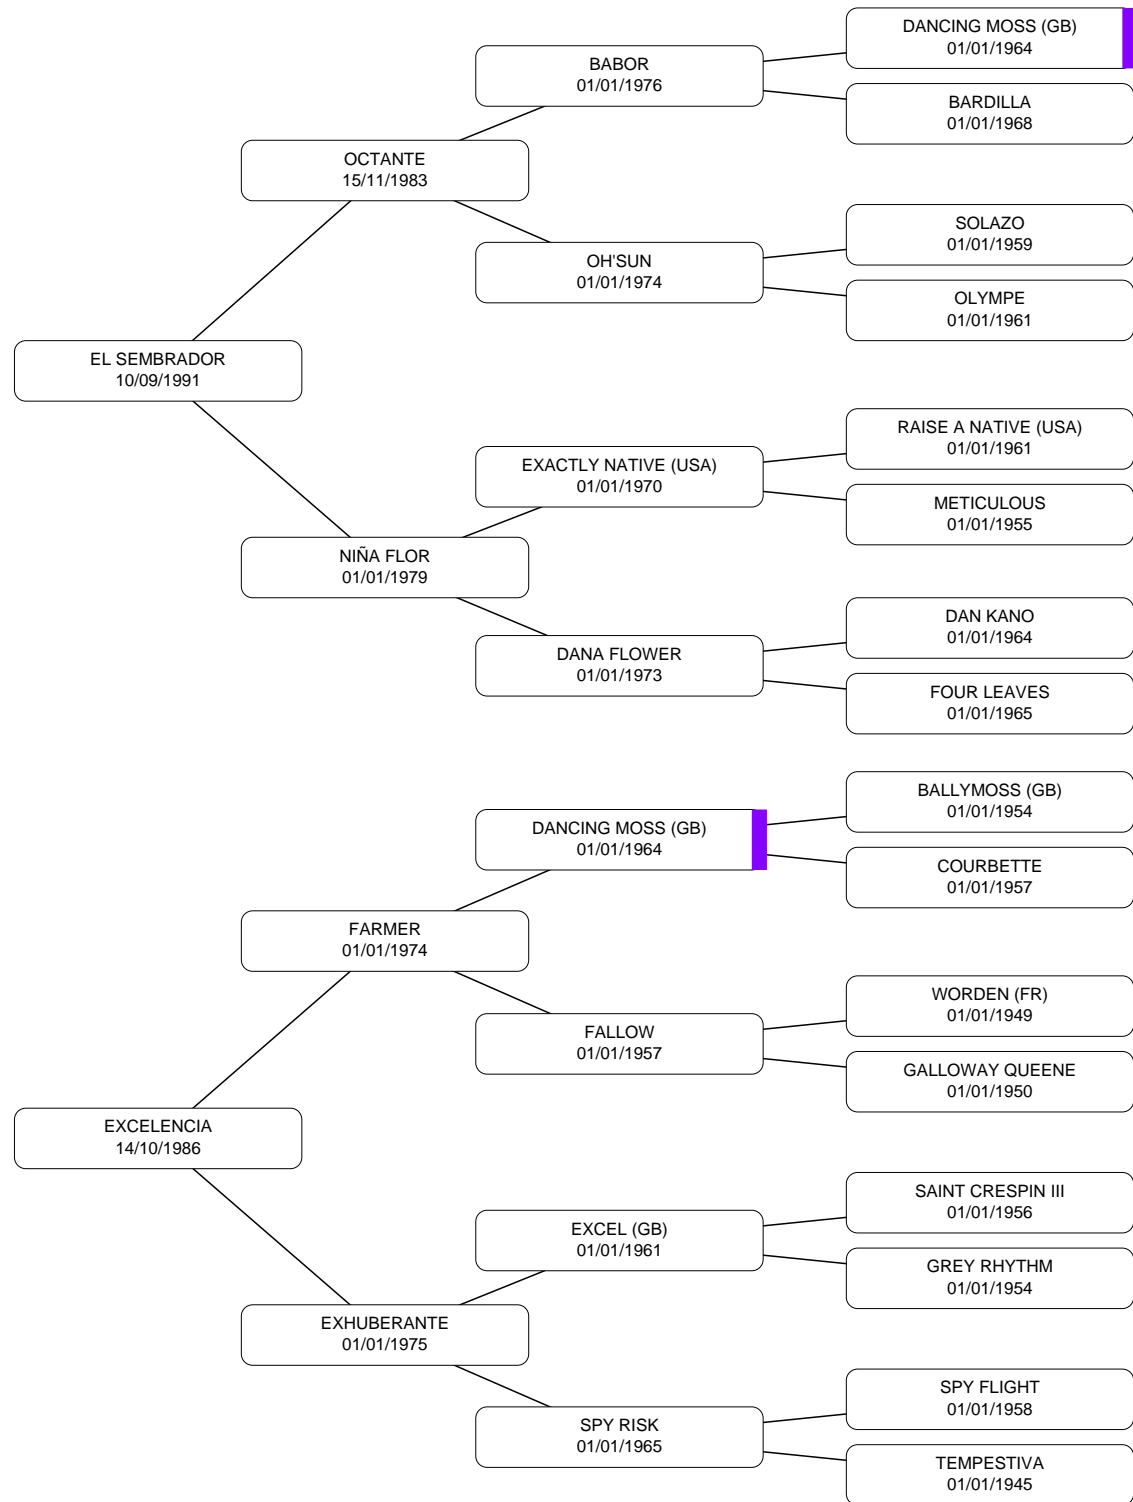 DANCING MOSS (GB)
01/01/1964
BABOR
01/01/1976
BARDILLA
01/01/1968
OCTANTE
15/11/1983
SOLAZO
01/01/1959
OH'SUN
01/01/1974
OLYMPE
01/01/1961
EL SEMBRADOR
10/09/1991
RAISE A NATIVE (USA)
01/01/1961
EXACTLY NATIVE (USA)
01/01/1970
METICULOUS
01/01/1955
NIÑA FLOR
01/01/1979
DAN KANO
01/01/1964
DANA FLOWER
01/01/1973
FOUR LEAVES
01/01/1965
BALLYMOSS (GB)
01/01/1954
DANCING MOSS (GB)
01/01/1964
COURBETTE
01/01/1957
FARMER
01/01/1974
WORDEN (FR)
01/01/1949
FALLOW
01/01/1957
GALLOWAY QUEENE
01/01/1950
EXCELENCIA
14/10/1986
SAINT CRESPIN III
01/01/1956
EXCEL (GB)
01/01/1961
GREY RHYTHM
01/01/1954
EXHUBERANTE
01/01/1975
SPY FLIGHT
01/01/1958
SPY RISK
01/01/1965
TEMPESTIVA
01/01/1945